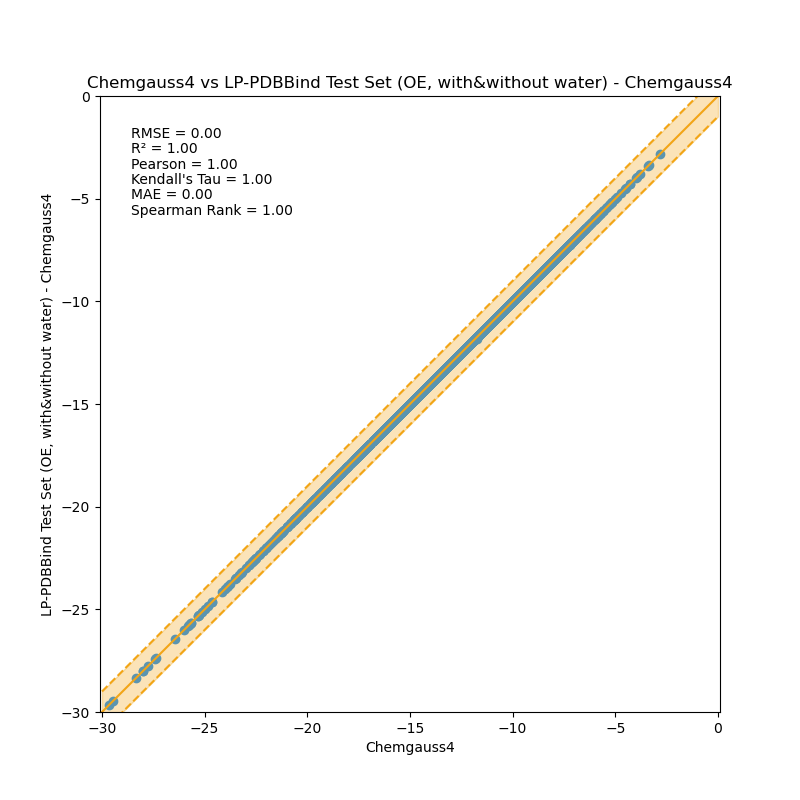 Chemgauss4 vs LP-PDBBind Test Set (OE, with&without water) - Chemgauss4
RMSE = 0.00
R² = 1.00
Pearson = 1.00
Kendall's Tau = 1.00
MAE = 0.00
Spearman Rank = 1.00
LP-PDBBind Test Set (OE, with&without water) - Chemgauss4
0
−5
−10
−15
−20
−25
−30
−30 −25 −20 −15 −10 −5 0
Chemgauss4